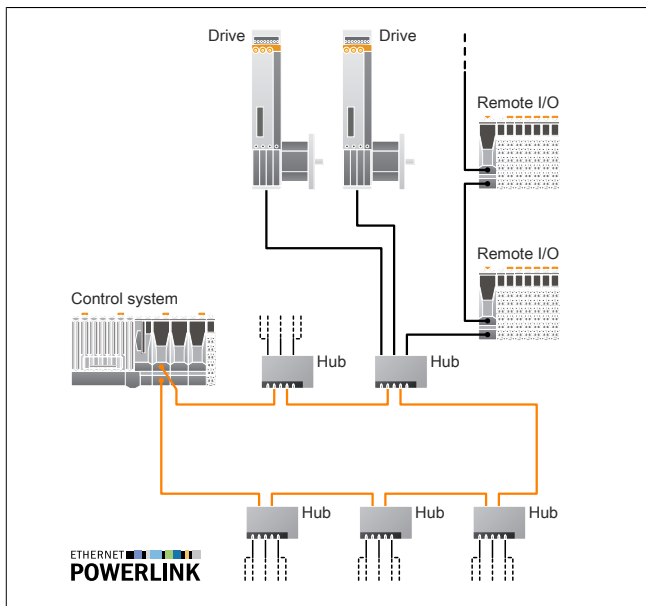 Drive
Drive
Remote I/O
Remote I/O
Control system
Hub
Hub
Hub
Hub
Hub
ETHERNET
POWERLINK